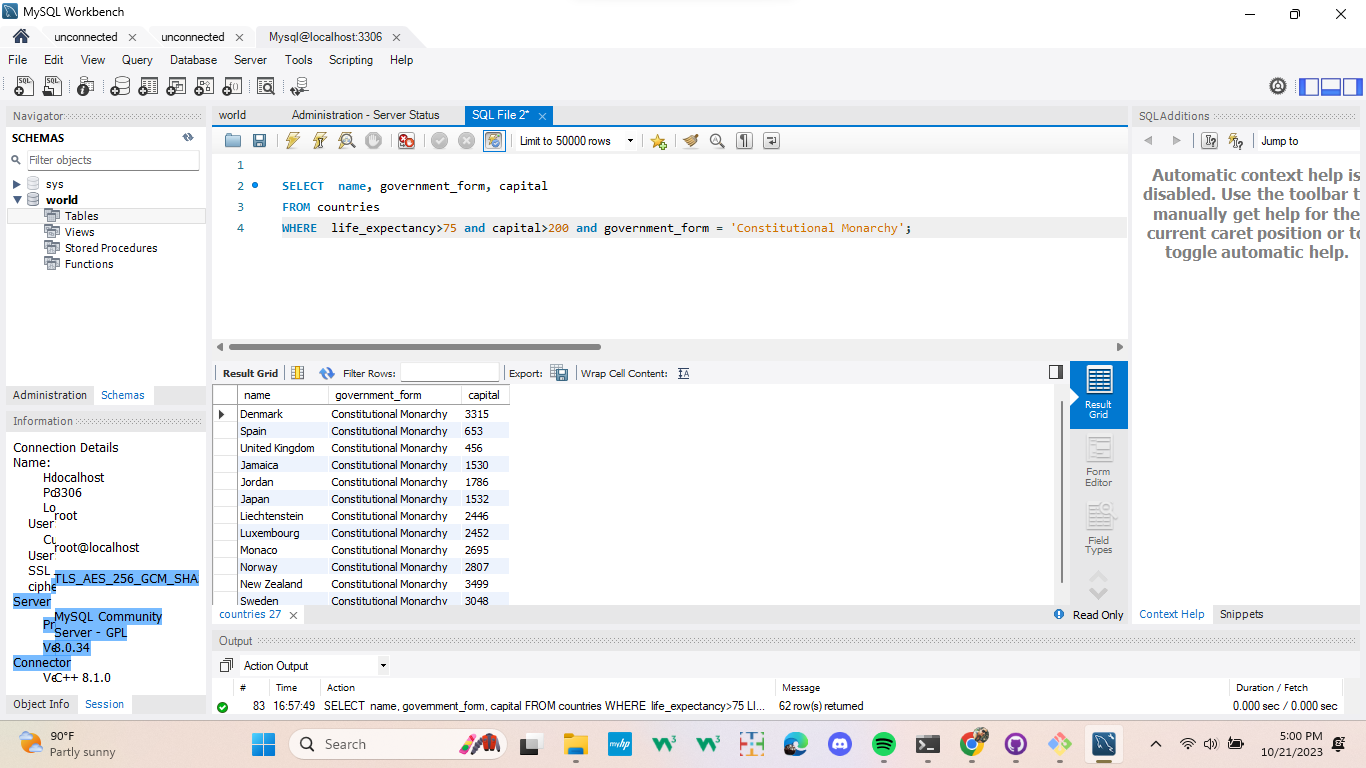 MySQL Workbench
unconnected
unconnected
Mysql@localhost:3306
File Edit View Query Database Server Tools Scripting Help
Navigator
SCHEMAS
Filter objects
sys
world
Tables
Views
Stored Procedures
Functions
Administration Schemas
Information
Connection Details
Name:
localhost
3306
Lo
root
User
Cu
root@localhost
User
SSL
ciphe
TLS_AES_256_GCM_SHA
Server
Pr
MySQL Community
Server - GPL
Ve
8.0.34
Connector
Ve
C++ 8.1.0
Object Info Session
world Administration - Server Status SQL File 2*
Limit to 50000 rows
1
2 SELECT name, government_form, capital
3 FROM countries
4 WHERE life_expectancy>75 and capital>200 and government_form = 'Constitutional Monarchy';
Result Grid Filter Rows: Export: Wrap Cell Content:
name government_form capital
Denmark Constitutional Monarchy 3315
Spain Constitutional Monarchy 653
United Kingdom Constitutional Monarchy 456
Jamaica Constitutional Monarchy 1530
Jordan Constitutional Monarchy 1786
Japan Constitutional Monarchy 1532
Liechtenstein Constitutional Monarchy 2446
Luxembourg Constitutional Monarchy 2452
Monaco Constitutional Monarchy 2695
Norway Constitutional Monarchy 2807
New Zealand Constitutional Monarchy 3499
Sweden Constitutional Monarchy 3048
Result
Grid
Form
Editor
Field
Types
countries 27
Read Only
Output
Action Output
# Time Action Message Duration / Fetch
83 16:57:49 SELECT name, government_form, capital FROM countries WHERE life_expectancy>75 LI... 62 row(s) returned 0.000 sec / 0.000 sec
SQLAdditions
Jump to
Automatic context help is
disabled. Use the toolbar t
manually get help for the
current caret position or to
toggle automatic help.
Context Help Snippets
90°F
Partly sunny
Search
myhp
5:00 PM
10/21/2023